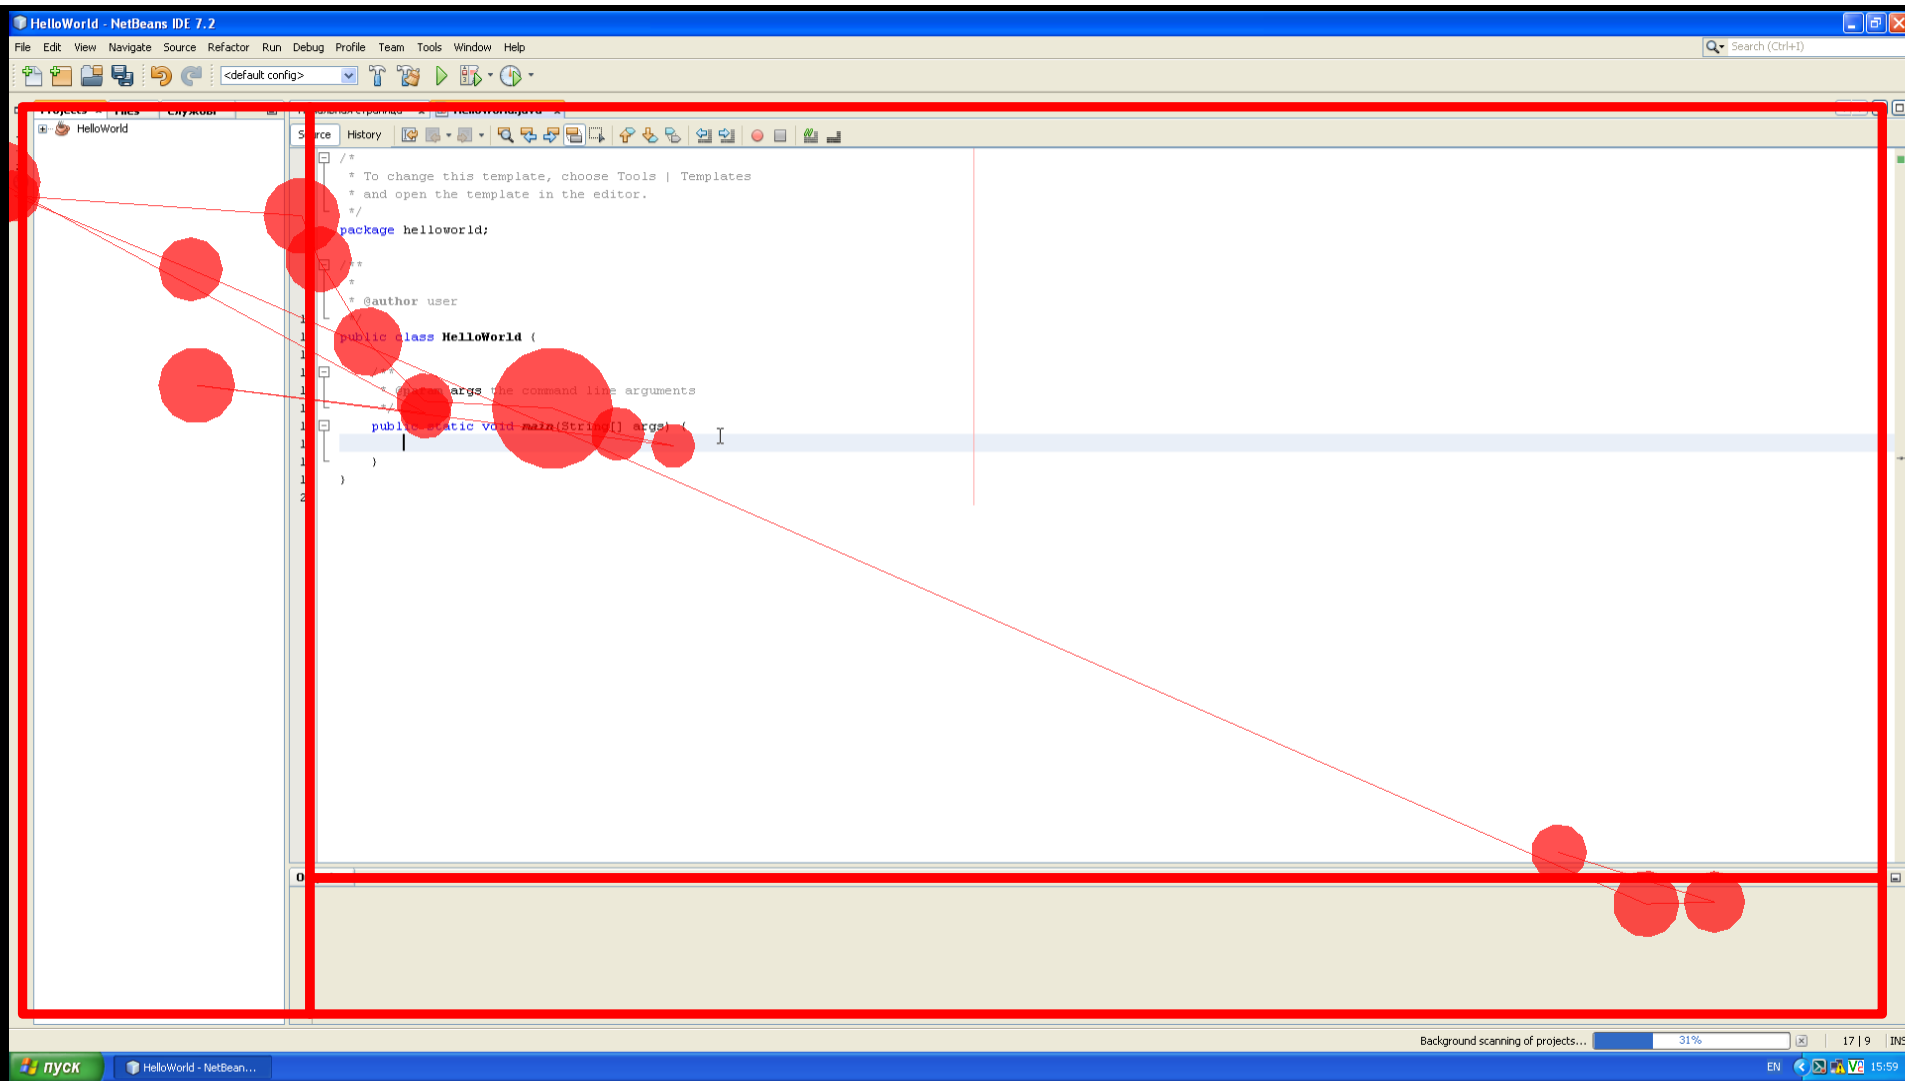 HelloWorld - NetBeans IDE 7.2
File Edit View Navigate Source Refactor Run Debug Profile Team Tools Window Help
Search (Ctrl+I)
<default config>
HelloWorld
History
/*
* To change this template, choose Tools | Templates
* and open the template in the editor.
*/
package helloworld;
/**
*
* @author user
public class HelloWorld {
/**
* @param args the command line arguments
*/
public static void main(String[] args) {
}
}
Background scanning of projects... 31% 17 | 9 INS
пуск HelloWorld - NetBean... EN 15:59